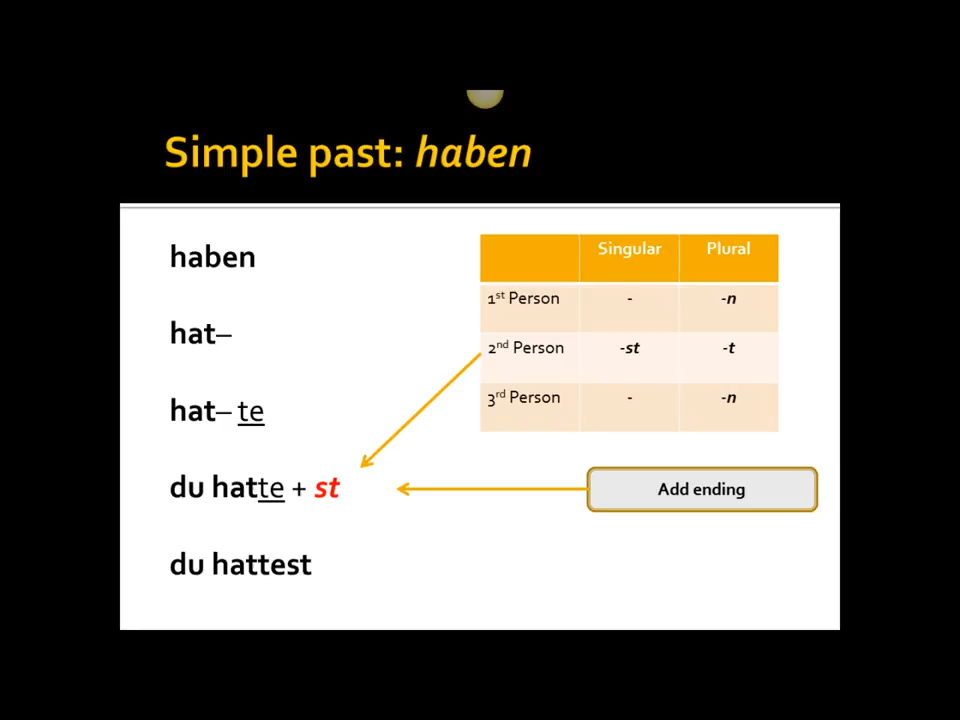 Simple past: haben
haben
hat–
hat– te
du hatte + st
du hattest
Singular Plural
1st Person - -n
2nd Person -st -t
3rd Person - -n
Add ending